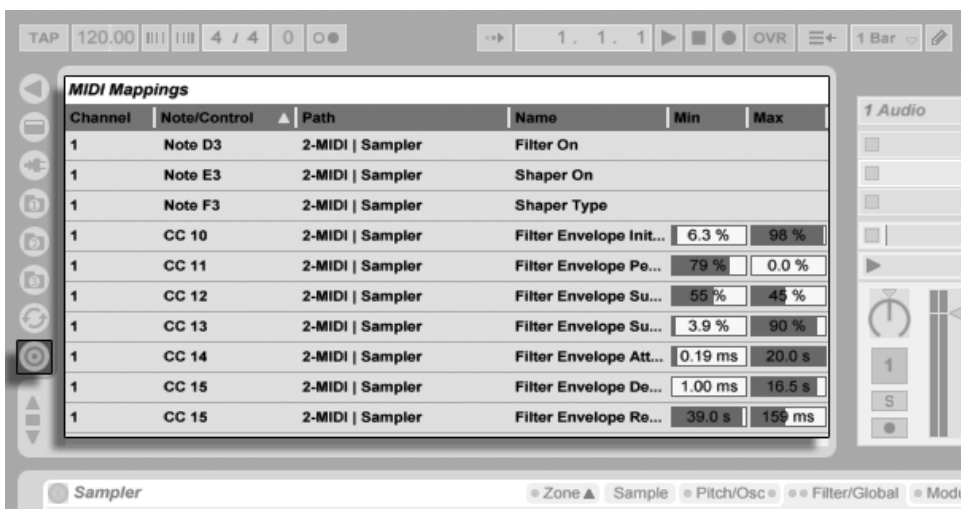 TAP 120.00 4 / 4 0 1. 1. 1 OVR 1 Bar
MIDI Mappings
Channel Note/Control Path Name Min Max
1 Note D3 2-MIDI | Sampler Filter On
1 Note E3 2-MIDI | Sampler Shaper On
1 Note F3 2-MIDI | Sampler Shaper Type
1 CC 10 2-MIDI | Sampler Filter Envelope Init... 6.3 % 98 %
1 CC 11 2-MIDI | Sampler Filter Envelope Pe... 79 % 0.0 %
1 CC 12 2-MIDI | Sampler Filter Envelope Su... 55 % 45 %
1 CC 13 2-MIDI | Sampler Filter Envelope Su... 3.9 % 90 %
1 CC 14 2-MIDI | Sampler Filter Envelope Att... 0.19 ms 20.0 s
1 CC 15 2-MIDI | Sampler Filter Envelope De... 1.00 ms 16.5 s
1 CC 15 2-MIDI | Sampler Filter Envelope Re... 39.0 s 159 ms
1 Audio
1
S
1
2
3
Sampler Zone Sample Pitch/Osc Filter/Global Modu